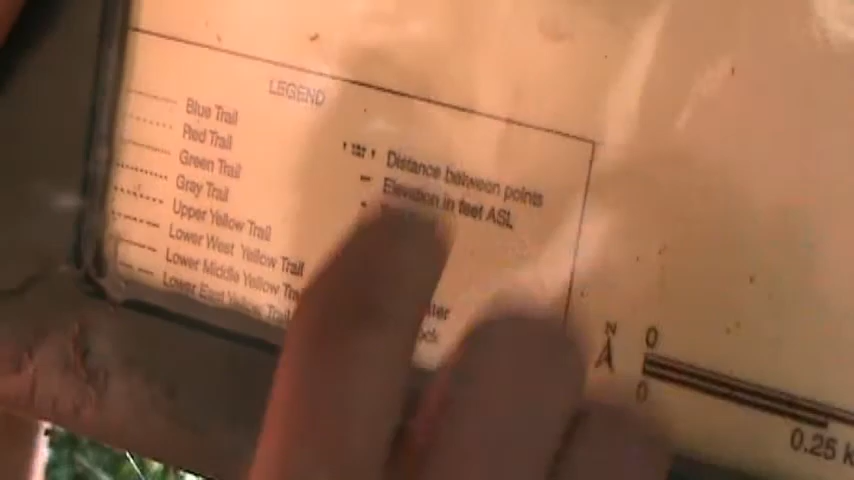 LEGEND
Blue Trail
Red Trail
Green Trail
Gray Trail
Upper Yellow Trail
Lower West Yellow Trail
Lower Middle Yellow
Lower East Yellow Trail
Distance between points
Elevation in feet ASL
N
0
0
0.25